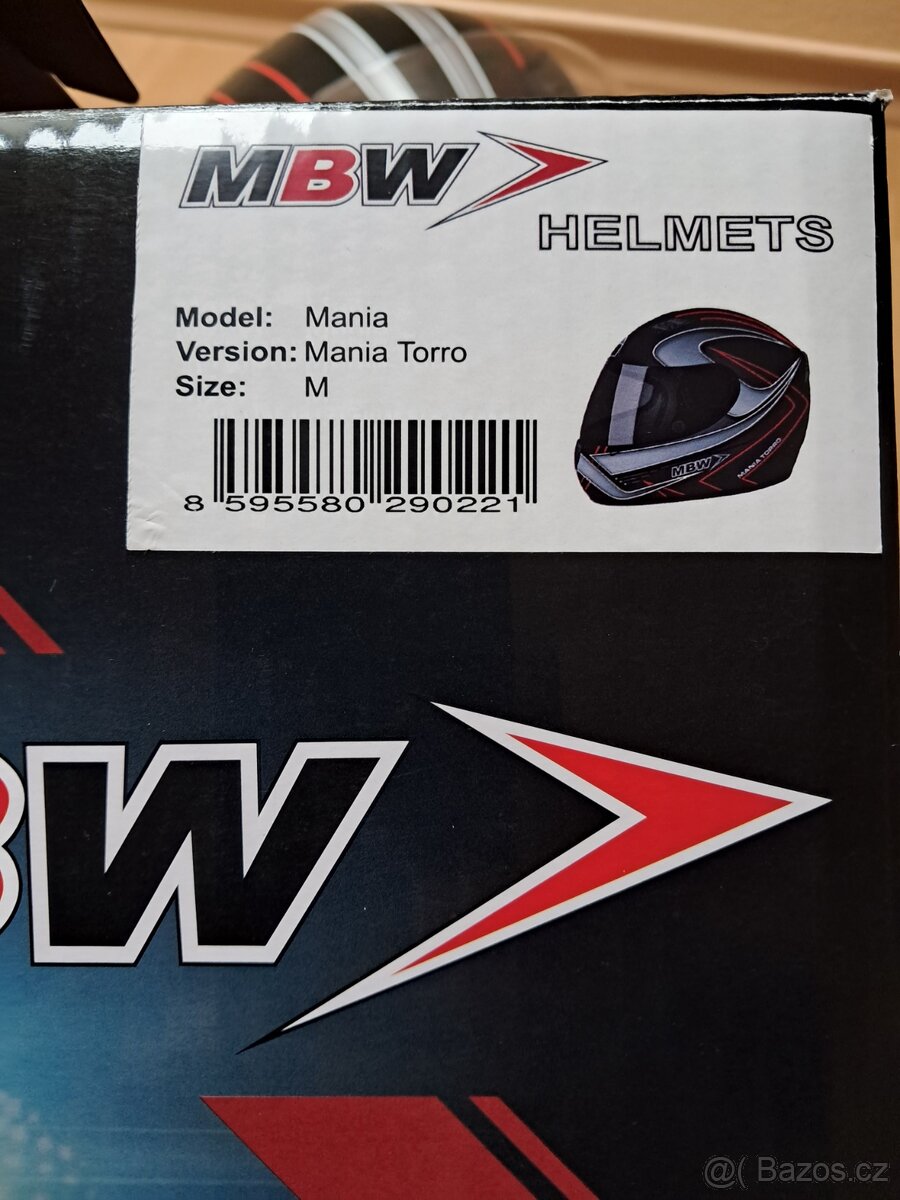 MBW
HELMETS
Model: Mania
Version: Mania Torro
Size: M
MBW
MANIA TORRO
8 595580 290221
BW
@( Bazos.cz